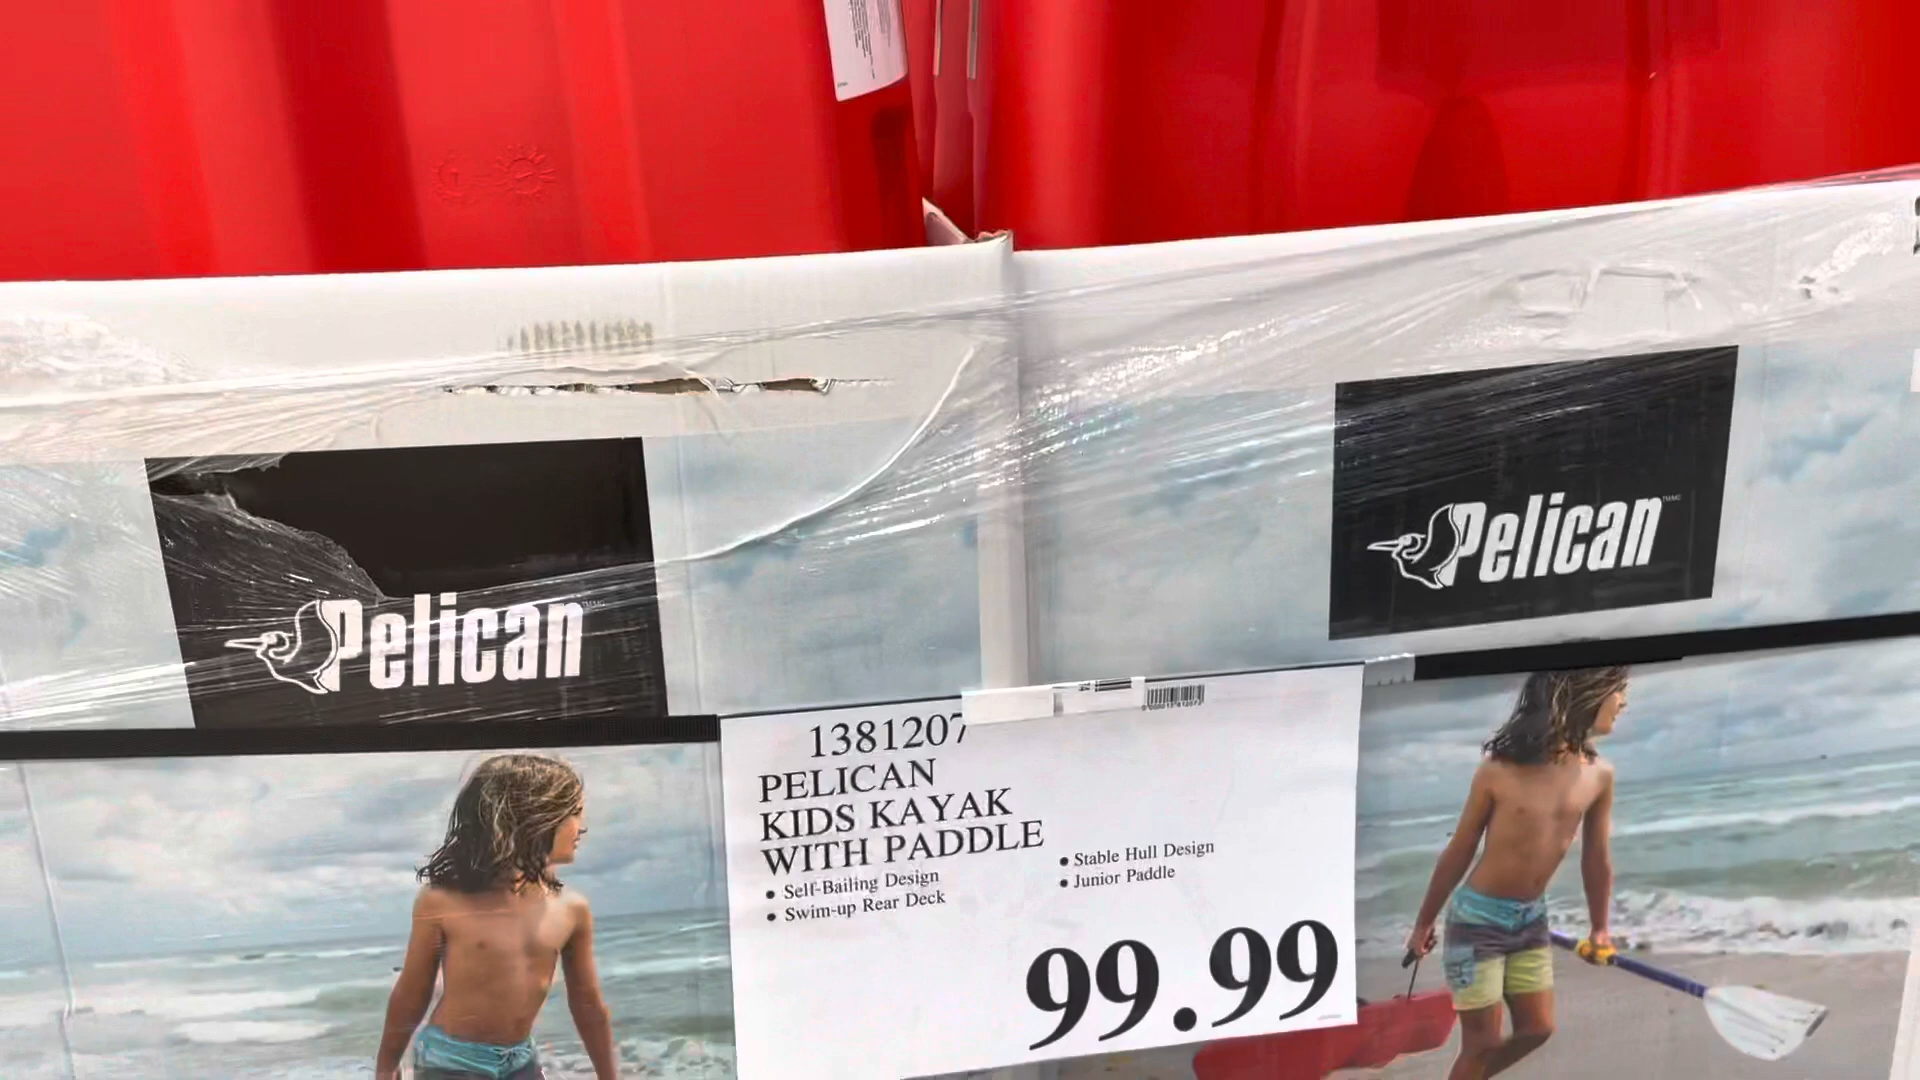 Pelican
Pelican
1381207
PELICAN
KIDS KAYAK
WITH PADDLE
• Self-Bailing Design
• Swim-up Rear Deck
• Stable Hull Design
• Junior Paddle
99.99